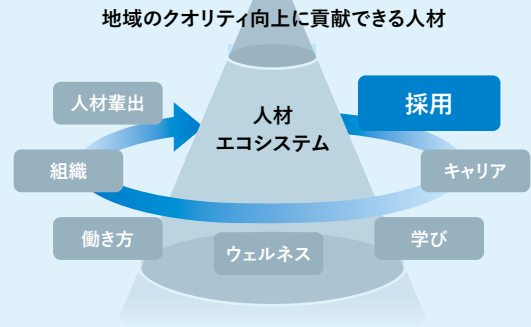 地域のクオリティ向上に貢献できる人材
人材輩出
人材
エコシステム
採用
組織
キャリア
働き方
ウェルネス
学び